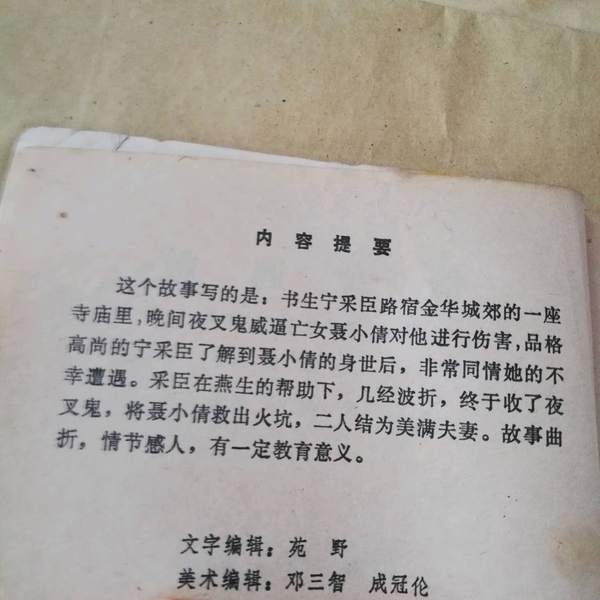 内容提要
这个故事写的是：书生宁采臣路宿金华城郊的一座
寺庙里，晚间夜叉鬼威逼亡女聂小倩对他进行伤害，品格
高尚的宁采臣了解到聂小倩的身世后，非常同情她的不
幸遭遇。采臣在燕生的帮助下，几经波折，终于收了夜
叉鬼，将聂小倩救出火坑，二人结为美满夫妻。故事曲
折，情节感人，有一定教育意义。
文字编辑：苑 野
美术编辑：邓三智 成冠伦